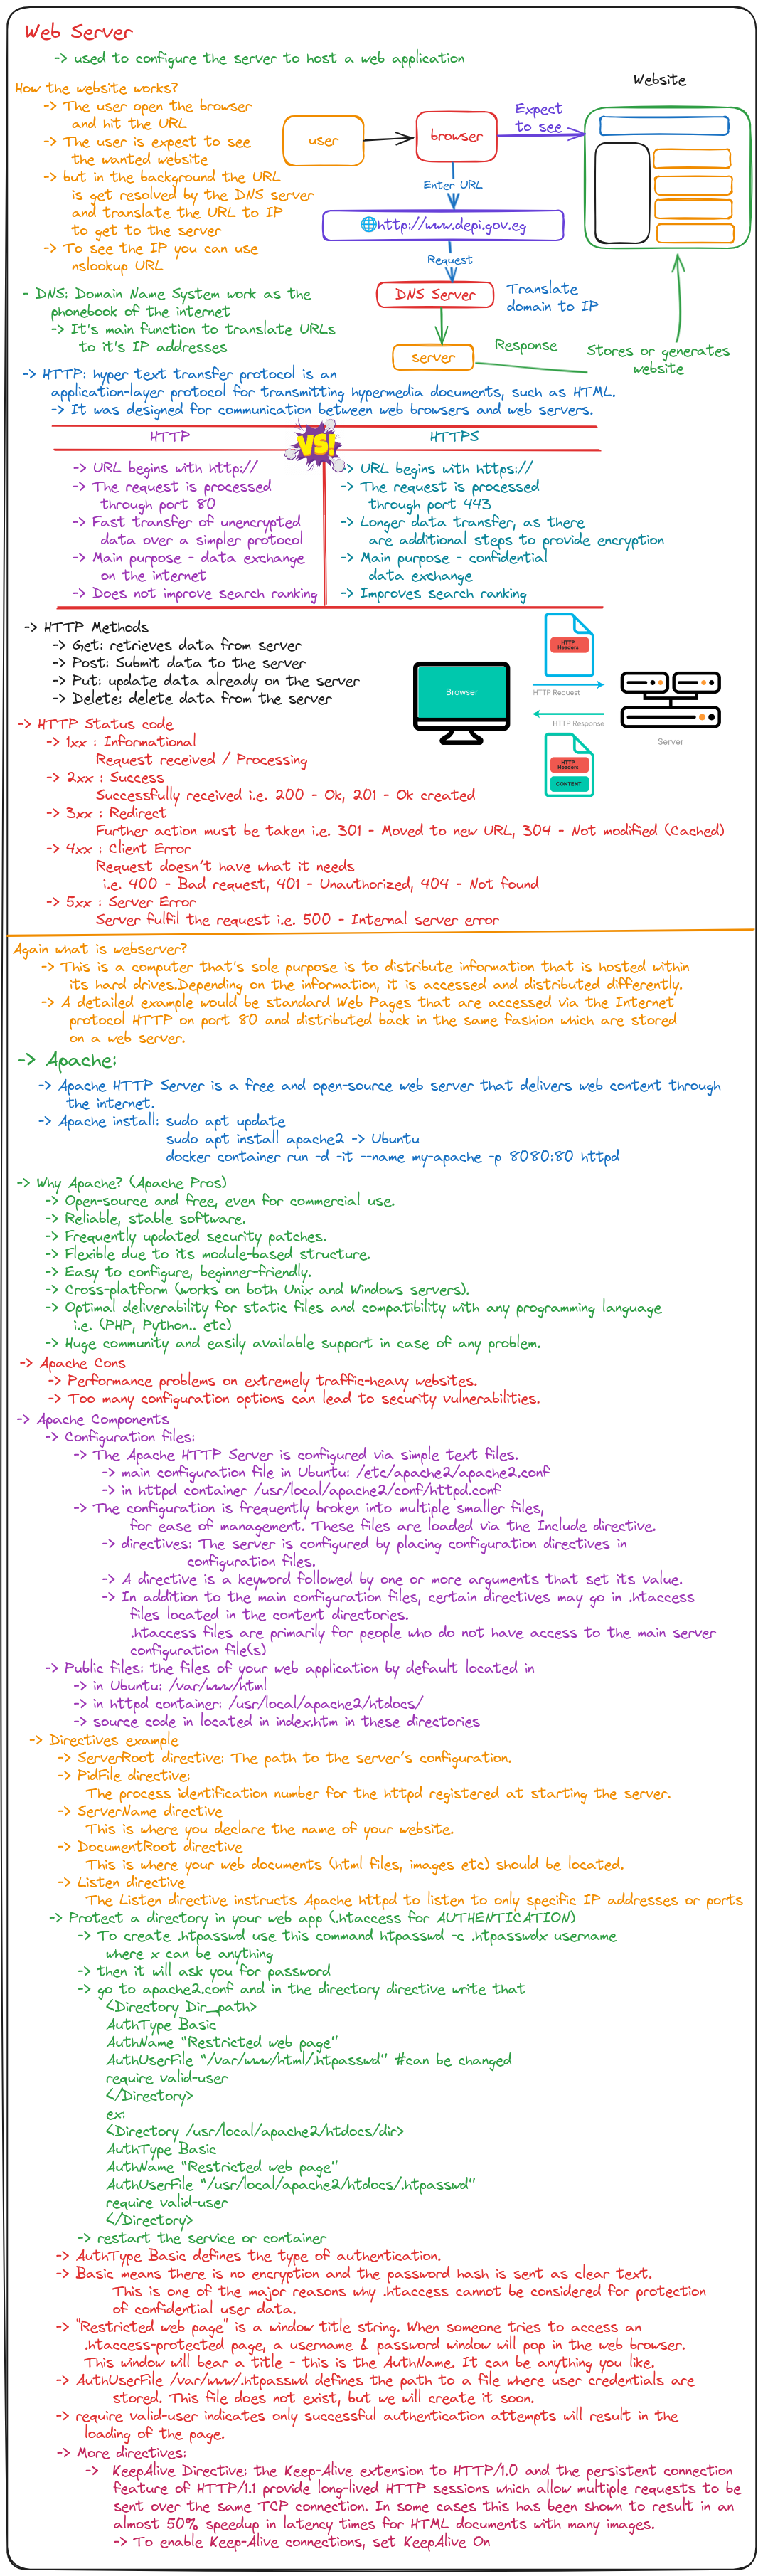 Web Server
-> used to configure the server to host a web application
How the website works?
-> The user open the browser
and hit the URL
-> The user is expect to see
the wanted website
-> but in the background the URL
is get resolved by the DNS server
and translate the URL to IP
to get to the server
-> To see the IP you can use
nslookup URL
user
browser
Expect
to see
Website
Enter URL
http://www.depi.gov.eg
Request
DNS Server
Translate
domain to IP
server
Response
Stores or generates
website
- DNS: Domain Name System work as the
phonebook of the internet
-> It's main function to translate URLs
to it's IP addresses
-> HTTP: hyper text transfer protocol is an
application-layer protocol for transmitting hypermedia documents, such as HTML.
-> It was designed for communication between web browsers and web servers.
HTTP
VS!
HTTPS
-> URL begins with http://
-> The request is processed
through port 80
-> Fast transfer of unencrypted
data over a simpler protocol
-> Main purpose - data exchange
on the internet
-> Does not improve search ranking
-> URL begins with https://
-> The request is processed
through port 443
-> Longer data transfer, as there
are additional steps to provide encryption
-> Main purpose - confidential
data exchange
-> Improves search ranking
-> HTTP Methods
-> Get: retrieves data from server
-> Post: Submit data to the server
-> Put: update data already on the server
-> Delete: delete data from the server
Browser
HTTP
Headers
HTTP Request
HTTP Response
HTTP
Headers
CONTENT
Server
-> HTTP Status code
-> 1xx : Informational
Request received / Processing
-> 2xx : Success
Successfully received i.e. 200 - Ok, 201 - Ok created
-> 3xx : Redirect
Further action must be taken i.e. 301 - Moved to new URL, 304 - Not modified (Cached)
-> 4xx : Client Error
Request doesn't have what it needs
i.e. 400 - Bad request, 401 - Unauthorized, 404 - Not found
-> 5xx : Server Error
Server fulfil the request i.e. 500 - Internal server error
Again what is webserver?
-> This is a computer that's sole purpose is to distribute information that is hosted within
its hard drives.Depending on the information, it is accessed and distributed differently.
-> A detailed example would be standard Web Pages that are accessed via the Internet
protocol HTTP on port 80 and distributed back in the same fashion which are stored
on a web server.
-> Apache:
-> Apache HTTP Server is a free and open-source web server that delivers web content through
the internet.
-> Apache install: sudo apt update
sudo apt install apache2 -> Ubuntu
docker container run -d -it --name my-apache -p 8080:80 httpd
-> Why Apache? (Apache Pros)
-> Open-source and free, even for commercial use.
-> Reliable, stable software.
-> Frequently updated security patches.
-> Flexible due to its module-based structure.
-> Easy to configure, beginner-friendly.
-> Cross-platform (works on both Unix and Windows servers).
-> Optimal deliverability for static files and compatibility with any programming language
i.e. (PHP, Python.. etc)
-> Huge community and easily available support in case of any problem.
-> Apache Cons
-> Performance problems on extremely traffic-heavy websites.
-> Too many configuration options can lead to security vulnerabilities.
-> Apache Components
-> Configuration files:
-> The Apache HTTP Server is configured via simple text files.
-> main configuration file in Ubuntu: /etc/apache2/apache2.conf
-> in httpd container /usr/local/apache2/conf/httpd.conf
-> The configuration is frequently broken into multiple smaller files,
for ease of management. These files are loaded via the Include directive.
-> directives: The server is configured by placing configuration directives in
configuration files.
-> A directive is a keyword followed by one or more arguments that set its value.
-> In addition to the main configuration files, certain directives may go in .htaccess
files located in the content directories.
.htaccess files are primarily for people who do not have access to the main server
configuration file(s)
-> Public files: the files of your web application by default located in
-> in Ubuntu: /var/www/html
-> in httpd container: /usr/local/apache2/htdocs/
-> source code in located in index.htm in these directories
-> Directives example
-> ServerRoot directive: The path to the server's configuration.
-> PidFile directive:
The process identification number for the httpd registered at starting the server.
-> ServerName directive
This is where you declare the name of your website.
-> DocumentRoot directive
This is where your web documents (html files, images etc) should be located.
-> Listen directive
The Listen directive instructs Apache httpd to listen to only specific IP addresses or ports
-> Protect a directory in your web app (.htaccess for AUTHENTICATION)
-> To create .htpasswd use this command htpasswd -c .htpasswdx username
where x can be anything
-> then it will ask you for password
-> go to apache2.conf and in the directory directive write that
<Directory Dir_path>
AuthType Basic
AuthName "Restricted web page"
AuthUserFile "/var/www/html/.htpasswd" #can be changed
require valid-user
</Directory>
ex:
<Directory /usr/local/apache2/htdocs/dir>
AuthType Basic
AuthName "Restricted web page"
AuthUserFile "/usr/local/apache2/htdocs/.htpasswd"
require valid-user
</Directory>
-> restart the service or container
-> AuthType Basic defines the type of authentication.
-> Basic means there is no encryption and the password hash is sent as clear text.
This is one of the major reasons why .htaccess cannot be considered for protection
of confidential user data.
-> "Restricted web page" is a window title string. When someone tries to access an
.htaccess-protected page, a username & password window will pop in the web browser.
This window will bear a title - this is the AuthName. It can be anything you like.
-> AuthUserFile /var/www/.htpasswd defines the path to a file where user credentials are
stored. This file does not exist, but we will create it soon.
-> require valid-user indicates only successful authentication attempts will result in the
loading of the page.
-> More directives:
-> KeepAlive Directive: the Keep-Alive extension to HTTP/1.0 and the persistent connection
feature of HTTP/1.1 provide long-lived HTTP sessions which allow multiple requests to be
sent over the same TCP connection. In some cases this has been shown to result in an
almost 50% speedup in latency times for HTML documents with many images.
-> To enable Keep-Alive connections, set KeepAlive On